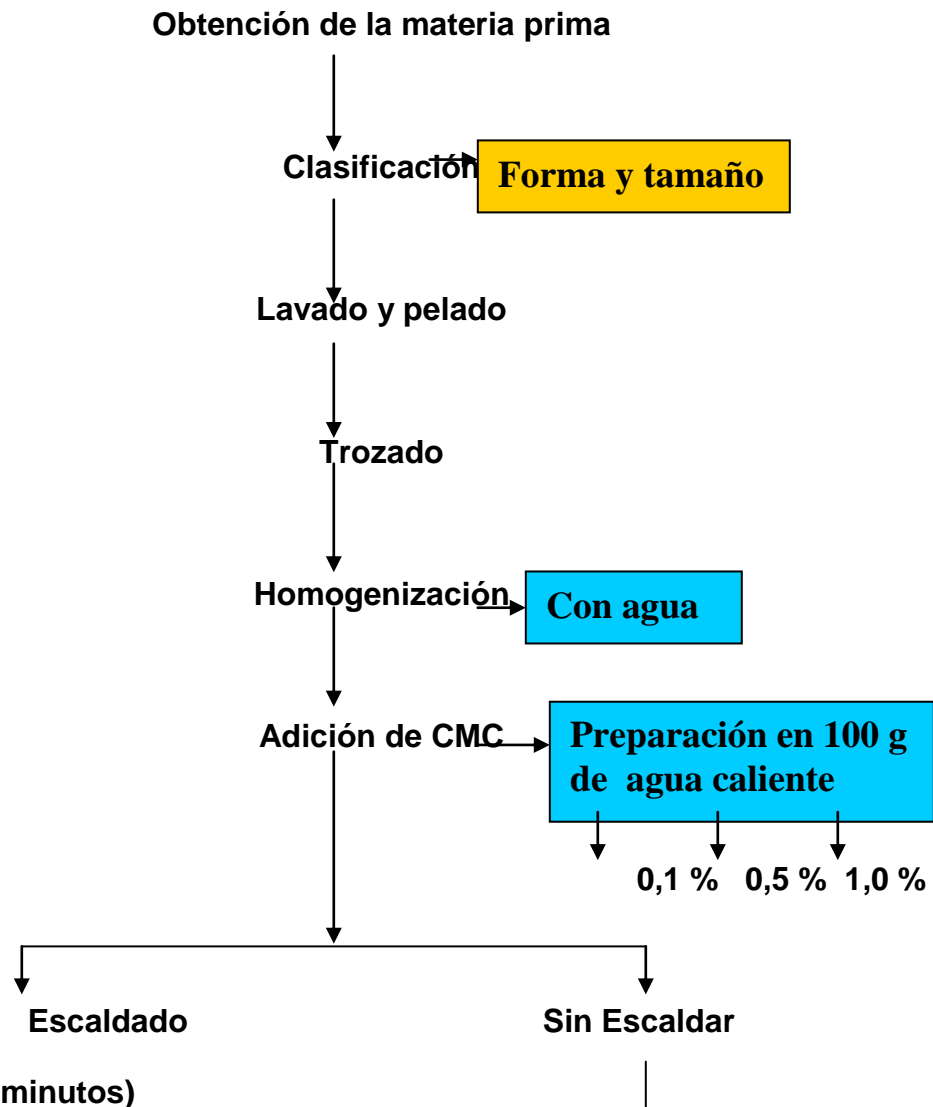 Obtención de la materia prima
Clasificación
Forma y tamaño
Lavado y pelado
Trozado
Homogenización
Con agua
Adición de CMC
Preparación en 100 g
de agua caliente
0,1 % 0,5 % 1,0 %
Escaldado
Sin Escaldar
minutos)